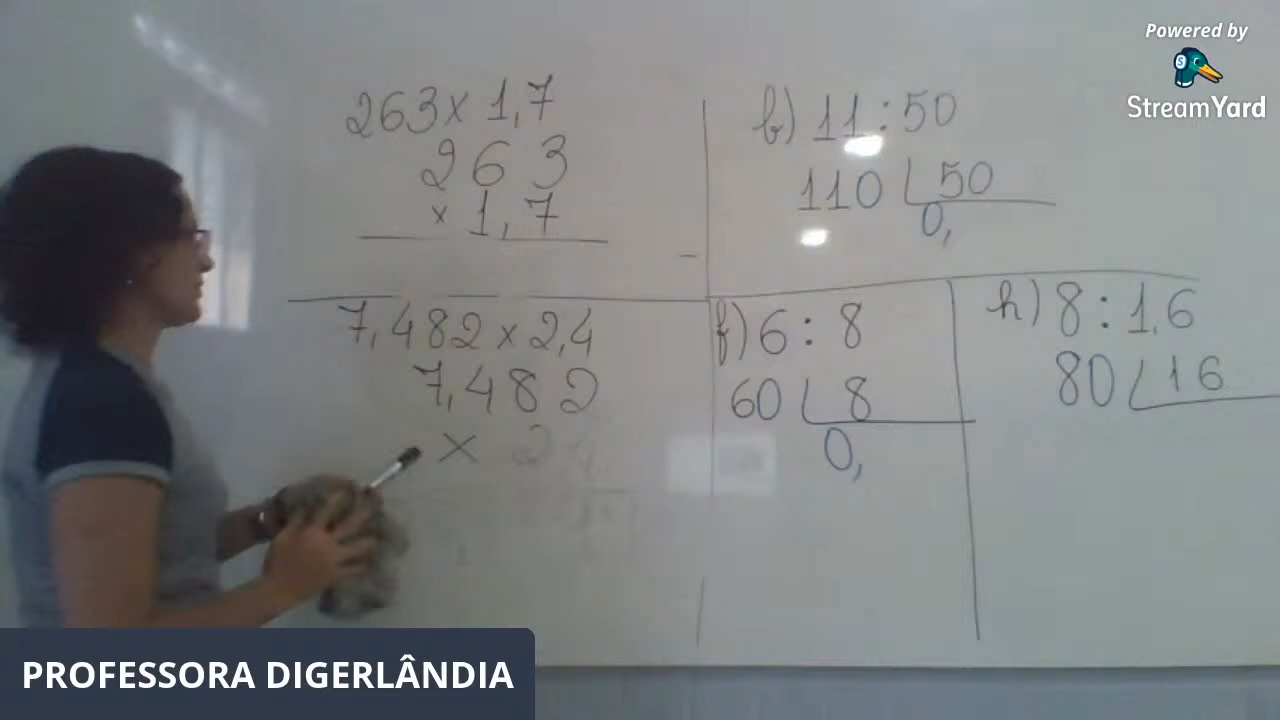 Powered by
StreamYard
263 x 1,7
263
x 1,7
7,482 x 2,4
7,482
x 24
b) 11 : 50
110 50
0,
f) 6 : 8
60 8
0,
h) 8 : 1,6
80 16
PROFESSORA DIGERLÂNDIA